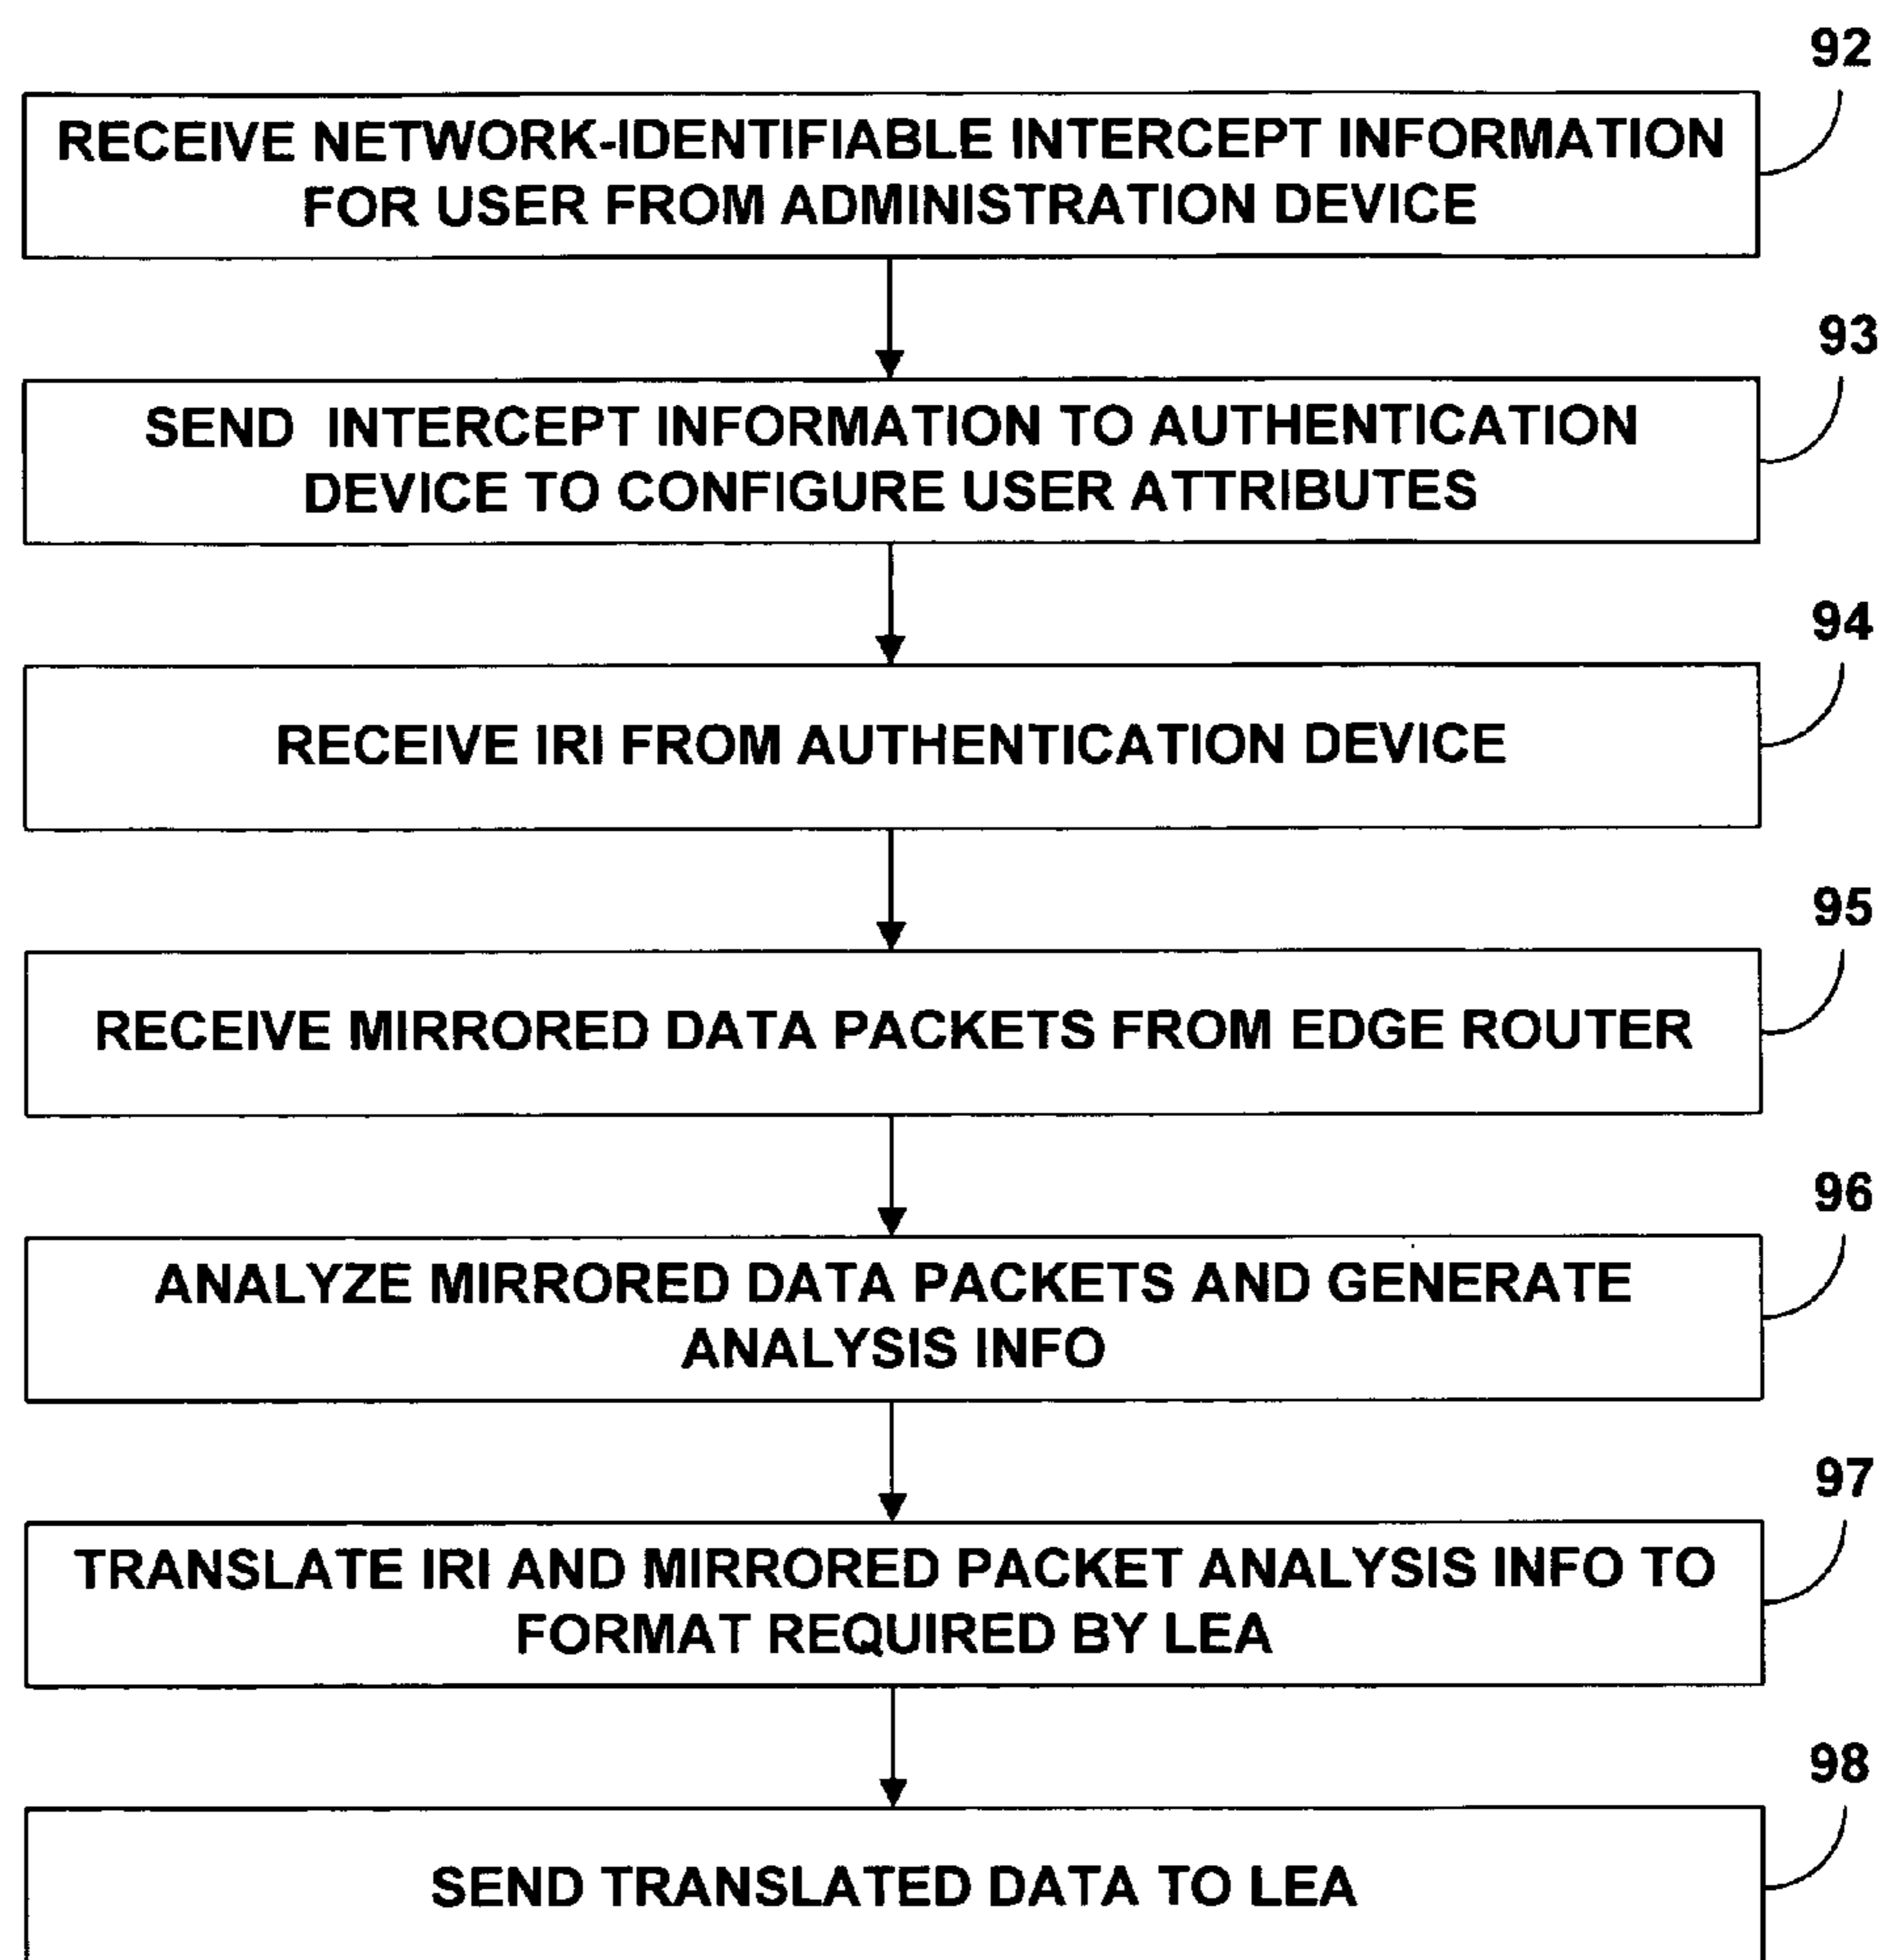 92
RECEIVE NETWORK-IDENTIFIABLE INTERCEPT INFORMATION
FOR USER FROM ADMINISTRATION DEVICE
93
SEND INTERCEPT INFORMATION TO AUTHENTICATION
DEVICE TO CONFIGURE USER ATTRIBUTES
94
RECEIVE IRI FROM AUTHENTICATION DEVICE
95
RECEIVE MIRRORED DATA PACKETS FROM EDGE ROUTER
96
ANALYZE MIRRORED DATA PACKETS AND GENERATE
ANALYSIS INFO
97
TRANSLATE IRI AND MIRRORED PACKET ANALYSIS INFO TO
FORMAT REQUIRED BY LEA
98
SEND TRANSLATED DATA TO LEA